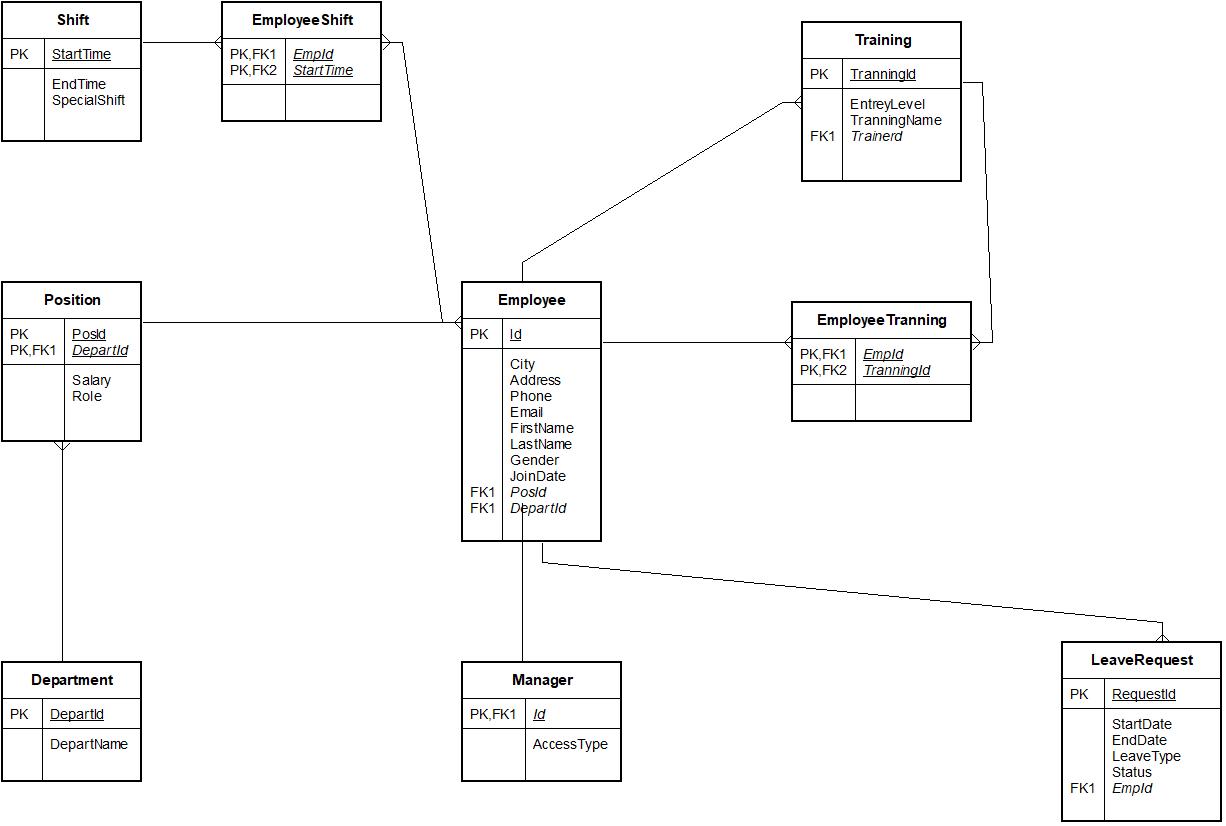 Shift
PK StartTime
EndTime
SpecialShift
EmployeeShift
PK,FK1 EmpId
PK,FK2 StartTime
Training
PK TranningId
EntreyLevel
TranningName
FK1 Trainerd
Position
PK PosId
PK,FK1 DepartId
Salary
Role
Employee
PK Id
City
Address
Phone
Email
FirstName
LastName
Gender
JoinDate
FK1 PosId
FK1 DepartId
EmployeeTranning
PK,FK1 EmpId
PK,FK2 TranningId
Department
PK DepartId
DepartName
Manager
PK,FK1 Id
AccessType
LeaveRequest
PK RequestId
StartDate
EndDate
LeaveType
Status
FK1 EmpId